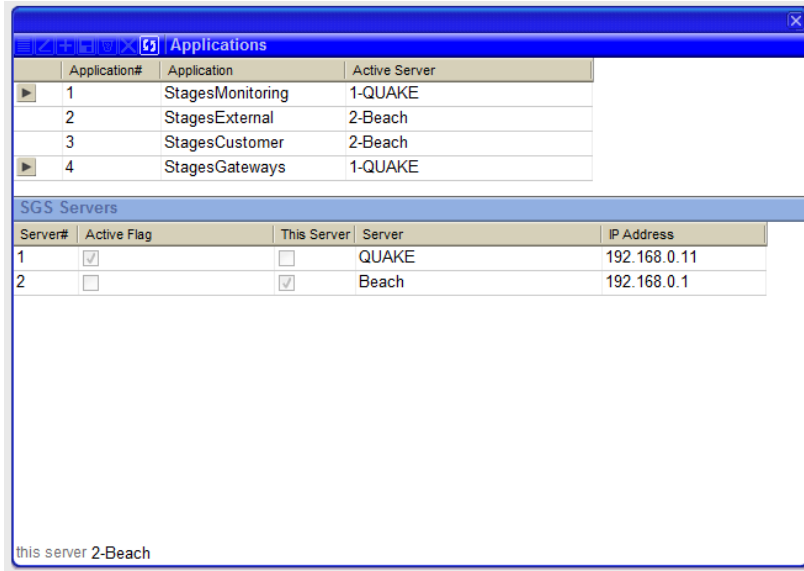 Applications
Application# Application Active Server
1 StagesMonitoring 1-QUAKE
2 StagesExternal 2-Beach
3 StagesCustomer 2-Beach
4 StagesGateways 1-QUAKE
SGS Servers
Server# Active Flag This Server Server IP Address
1 QUAKE 192.168.0.11
2 Beach 192.168.0.1
this server 2-Beach